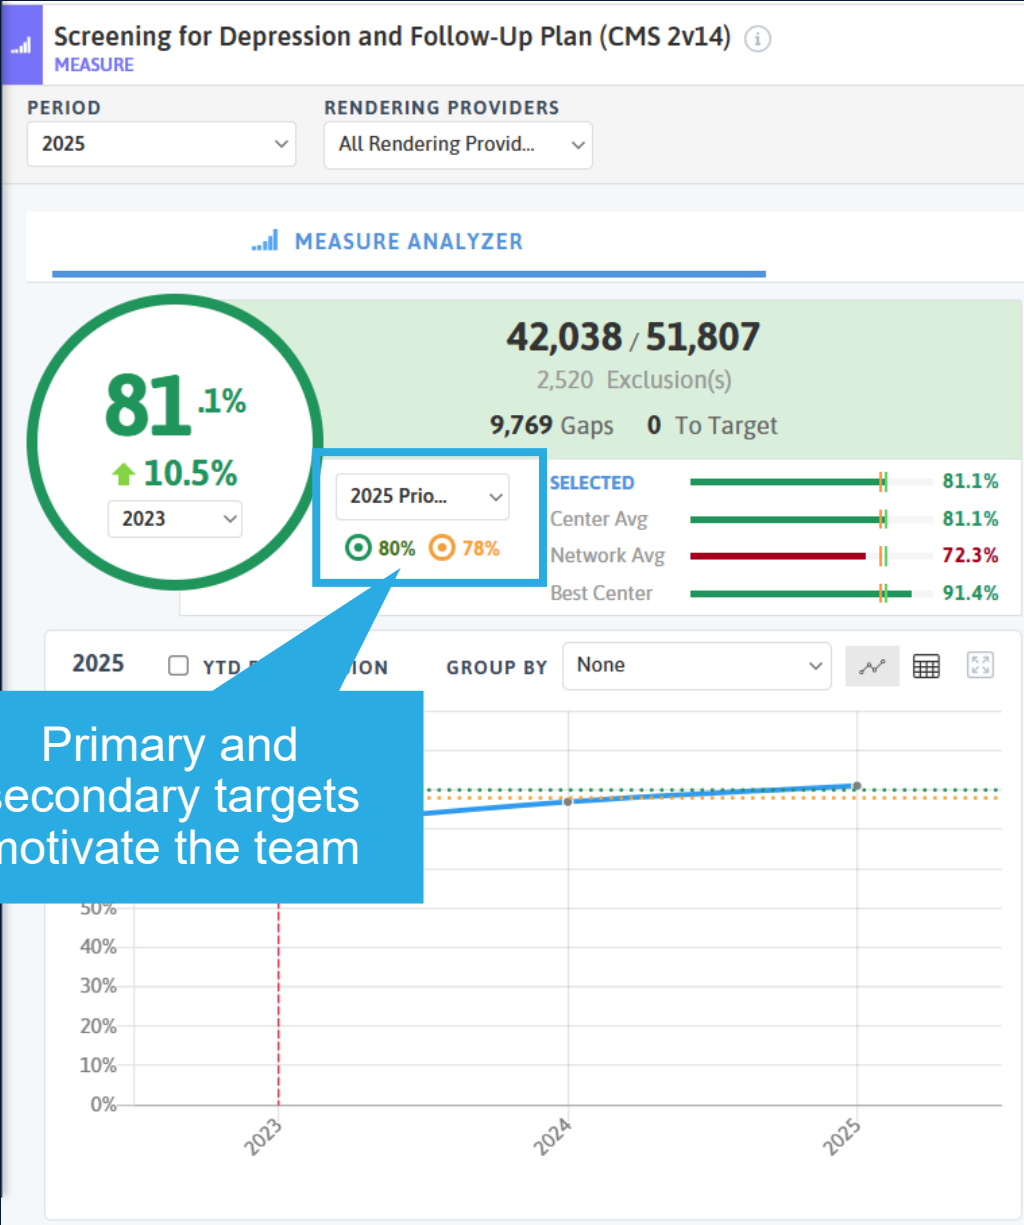 Screening for Depression and Follow-Up Plan (CMS 2v14)
MEASURE
PERIOD
RENDERING PROVIDERS
2025
All Rendering Provid...
MEASURE ANALYZER
81.1%
10.5%
2023
42,038 / 51,807
2,520 Exclusion(s)
9,769 Gaps 0 To Target
2025 Prio...
80% 78%
SELECTED 81.1%
Center Avg 81.1%
Network Avg 72.3%
Best Center 91.4%
2025
YTD
GROUP BY
None
Primary and
secondary targets
motivate the team
50%
40%
30%
20%
10%
0%
2023
2024
2025